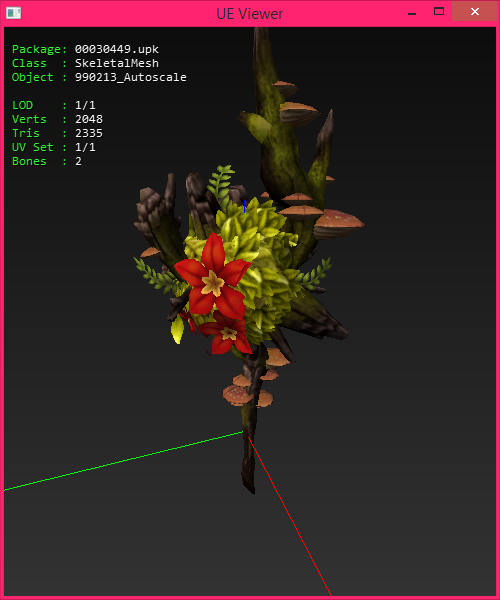 UE Viewer
Package: 00030449.upk
Class : SkeletalMesh
Object : 990213_Autoscale
LOD : 1/1
Verts : 2048
Tris : 2335
UV Set : 1/1
Bones : 2